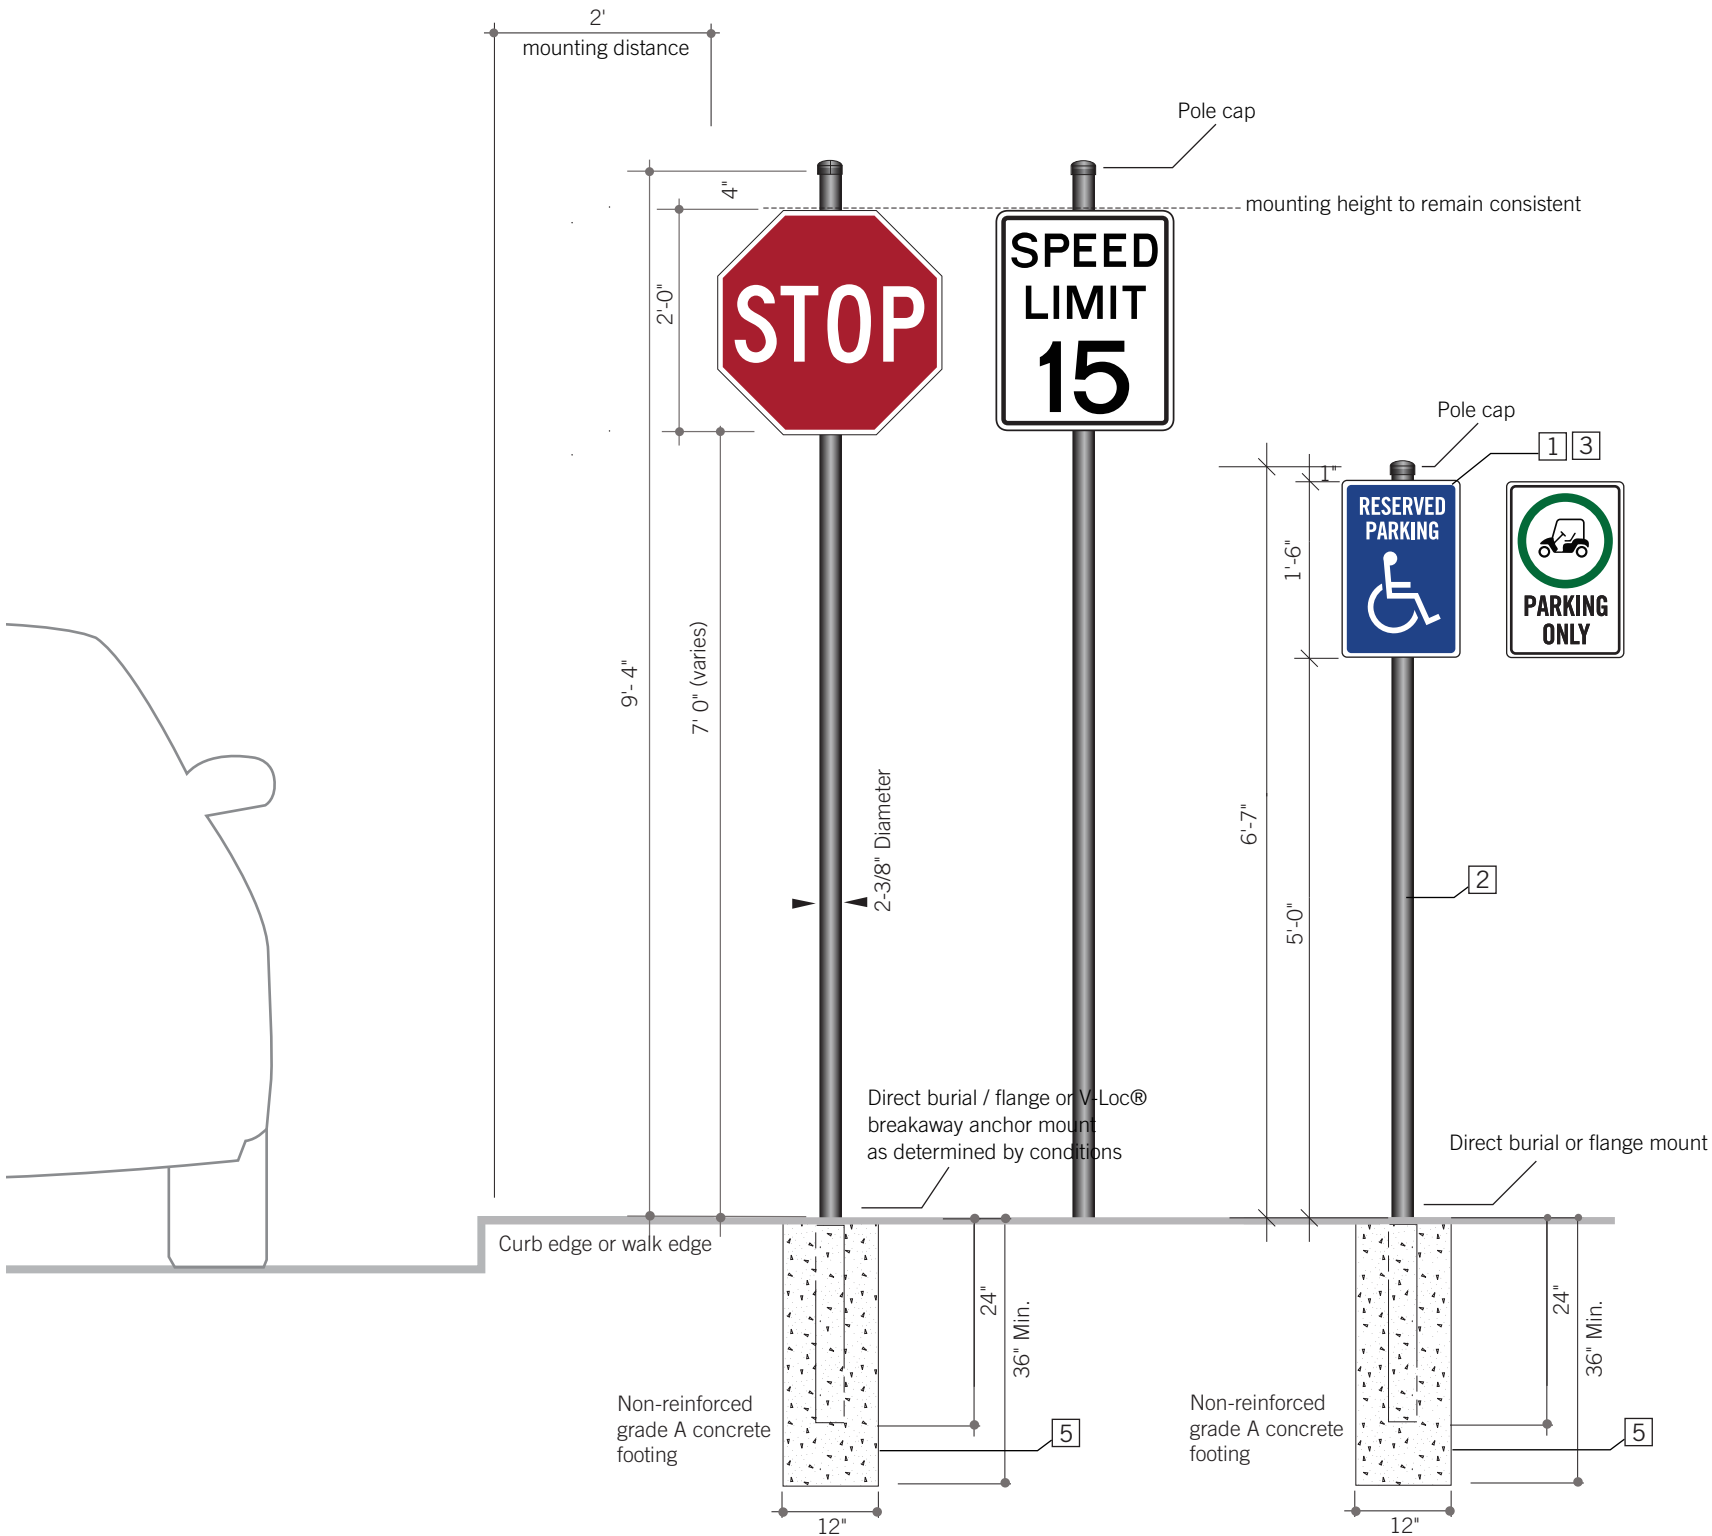 2'
mounting distance
Pole cap
4"
mounting height to remain consistent
SPEED
LIMIT
15
STOP
2'-0"
Pole cap
1 3
1"
RESERVED
PARKING
1'-6"
PARKING
ONLY
9'- 4"
7' 0" (varies)
2-3/8" Diameter
6'-7"
2
5'-0"
Direct burial / flange or V-Loc®
breakaway anchor mount
as determined by conditions
Direct burial or flange mount
Curb edge or walk edge
24"
36" Min.
24"
36" Min.
Non-reinforced
grade A concrete
footing
5
Non-reinforced
grade A concrete
footing
5
12"
12"